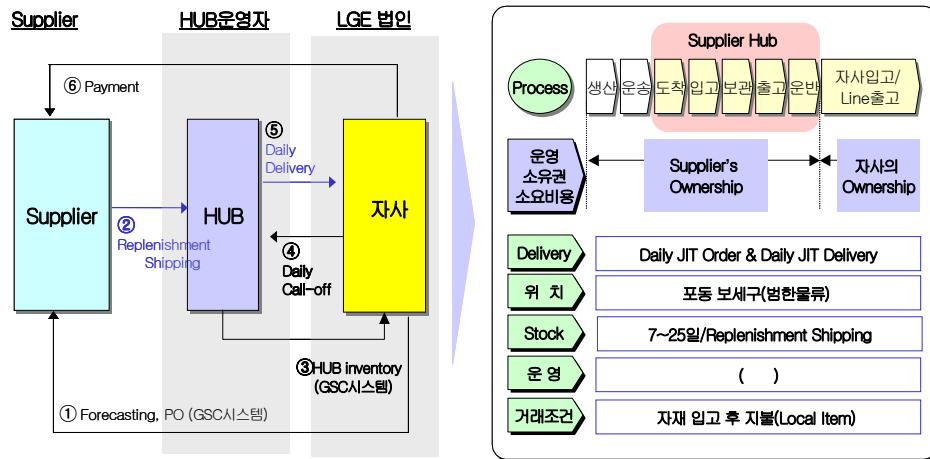 Supplier
HUB운영자
LGE 법인
⑥ Payment
Supplier
②
Replenishment
Shipping
HUB
⑤
Daily
Delivery
④
Daily
Call-off
자사
③HUB inventory
(GSC시스템)
① Forecasting, PO (GSC시스템)
Supplier Hub
Process
생산
운송
도착
입고
보관
출고
운반
자사입고/
Line출고
운영
소유권
소요비용
Supplier's
Ownership
자사의
Ownership
Delivery
Daily JIT Order & Daily JIT Delivery
위 치
포동 보세구(범한물류)
Stock
7~25일/Replenishment Shipping
운 영
( )
거래조건
자재 입고 후 지불(Local Item)